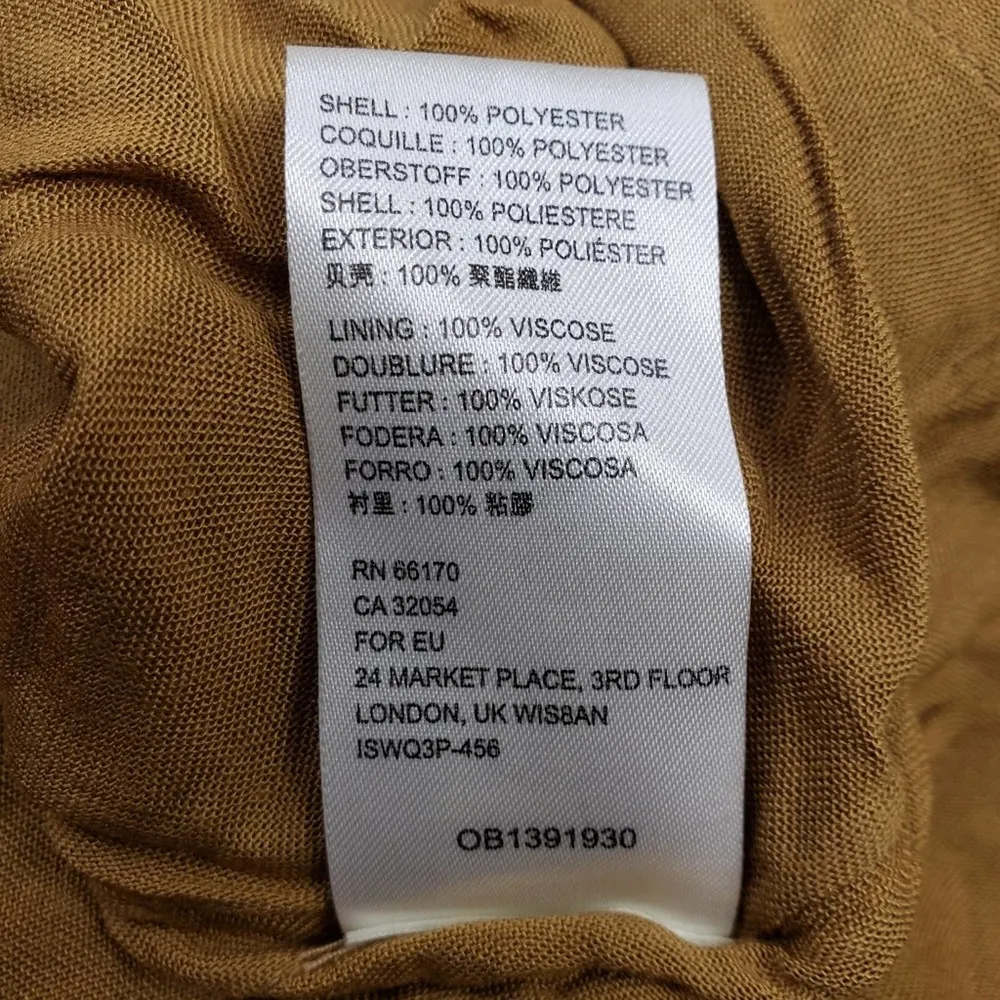 SHELL : 100% POLYESTER
COQUILLE : 100% POLYESTER
OBERSTOFF : 100% POLYESTER
SHELL : 100% POLIESTERE
EXTERIOR : 100% POLIÉSTER
贝壳 : 100% 聚酯纖維
LINING : 100% VISCOSE
DOUBLURE : 100% VISCOSE
FUTTER : 100% VISKOSE
FODERA : 100% VISCOSA
FORRO : 100% VISCOSA
衬里 : 100% 粘膠
RN 66170
CA 32054
FOR EU
24 MARKET PLACE, 3RD FLOOR
LONDON, UK WIS8AN
ISWQ3P-456
OB1391930